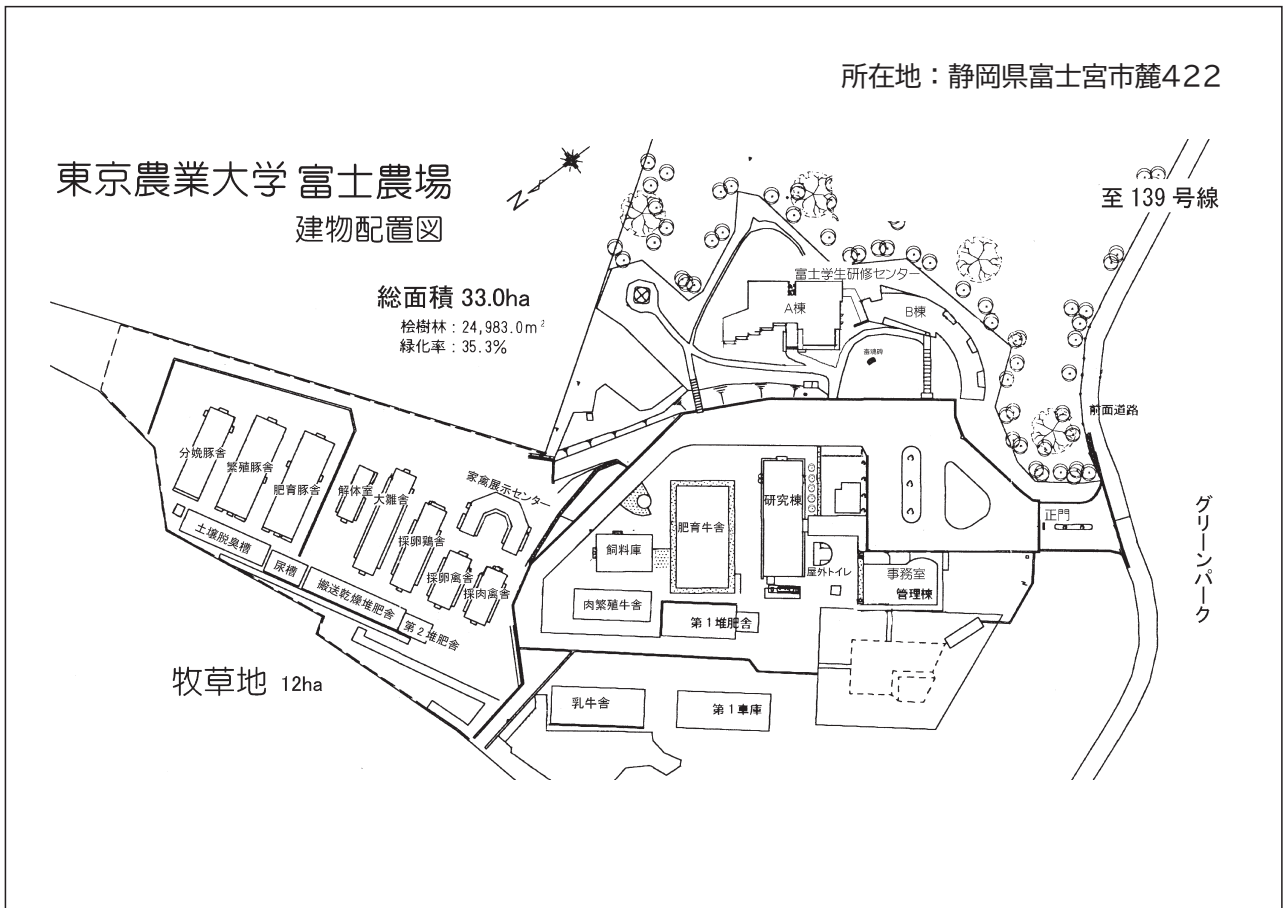 所在地：静岡県富士宮市麓422
東京農業大学 富士農場
建物配置図
至 139 号線
N
総面積 33.0ha
桧樹林：24,983.0m²
緑化率：35.3%
富士学生研修センター
A棟
B棟
畜魂碑
前面道路
分娩豚舎
繁殖豚舎
肥育豚舎
解体室
大雛舎
家禽展示センター
採卵鶏舎
採卵禽舎
採肉禽舎
土壌脱臭槽
尿槽
搬送乾燥堆肥舎
第2堆肥舎
飼料庫
肥育牛舎
研究棟
屋外トイレ
正門
事務室
管理棟
グリーンパーク
肉繁殖牛舎
第1堆肥舎
牧草地 12ha
乳牛舎
第1車庫